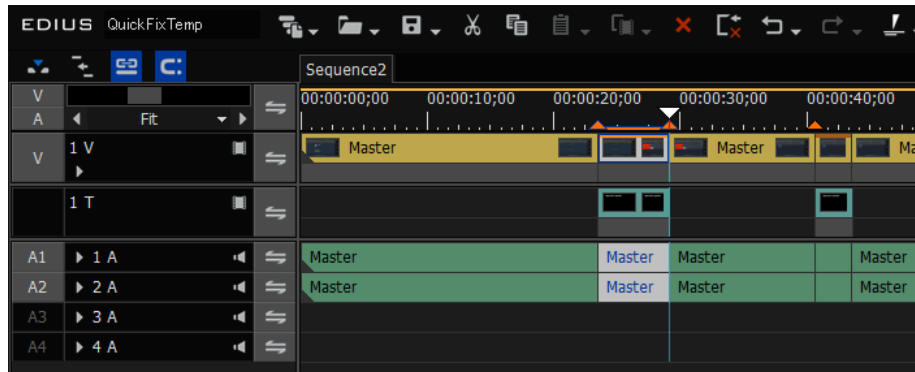 EDIUS QuickFixTemp
Sequence2
V
A
Fit
00:00:00;00 00:00:10;00 00:00:20;00 00:00:30;00 00:00:40;00
V 1 V Master Master Ma
1 T
A1 1 A Master Master Master Master
A2 2 A Master Master Master Master
A3 3 A
A4 4 A